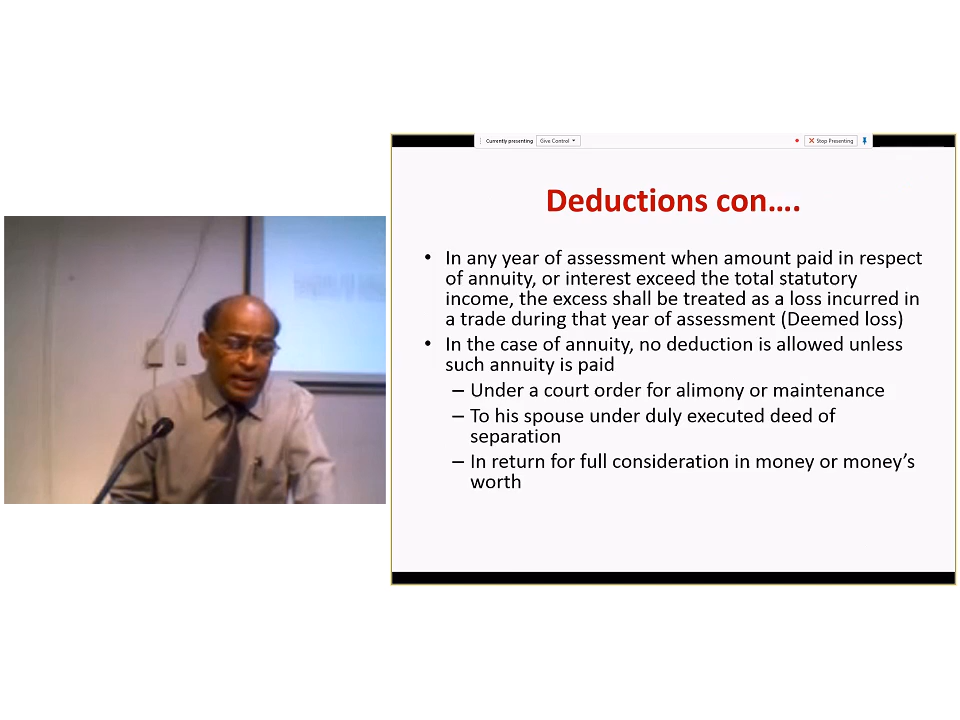 Currently presenting Give Control Stop Presenting
Deductions con....
• In any year of assessment when amount paid in respect
of annuity, or interest exceed the total statutory
income, the excess shall be treated as a loss incurred in
a trade during that year of assessment (Deemed loss)
• In the case of annuity, no deduction is allowed unless
such annuity is paid
– Under a court order for alimony or maintenance
– To his spouse under duly executed deed of
separation
– In return for full consideration in money or money’s
worth